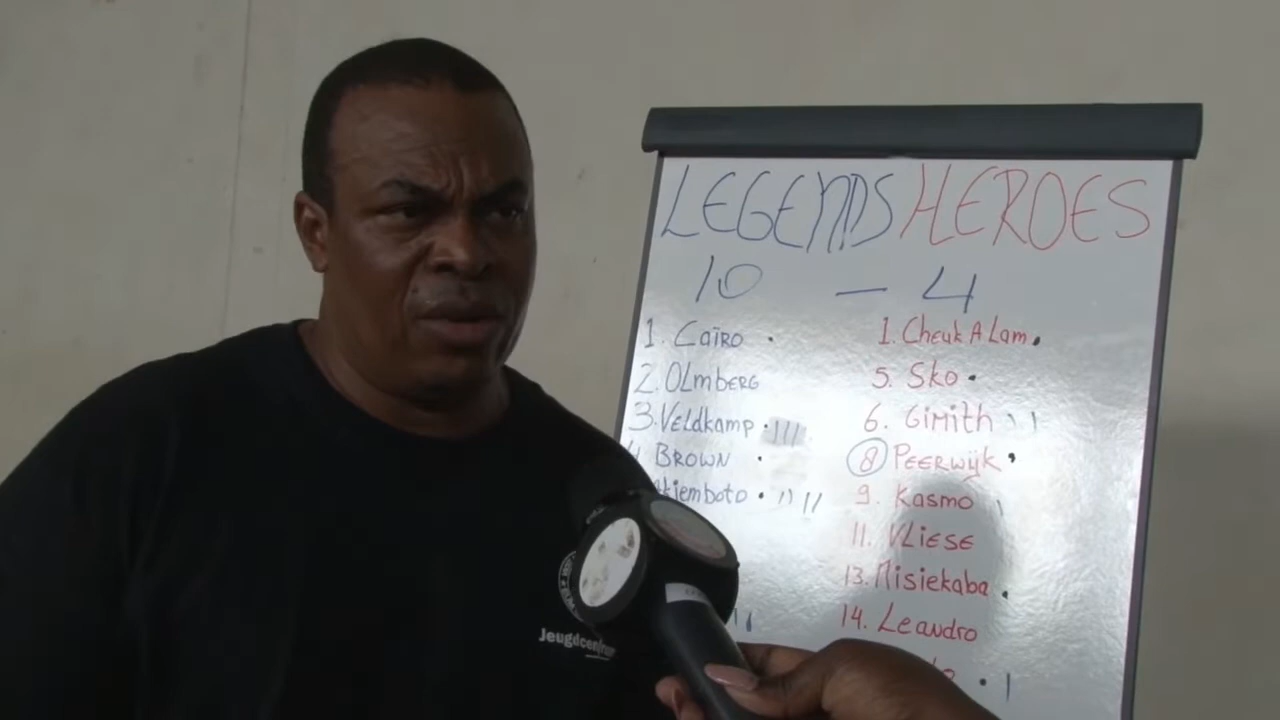 LEGENDS HEROES
10 - 4
1. Caïro
2. Olmberg
3. Veldkamp
4. Brown
1. Cheuk A Lam
5. Sko
6. Gimith
8 Peerwijk
9. Kasmo
11. Vliese
13. Misiekaba
14. Leandro